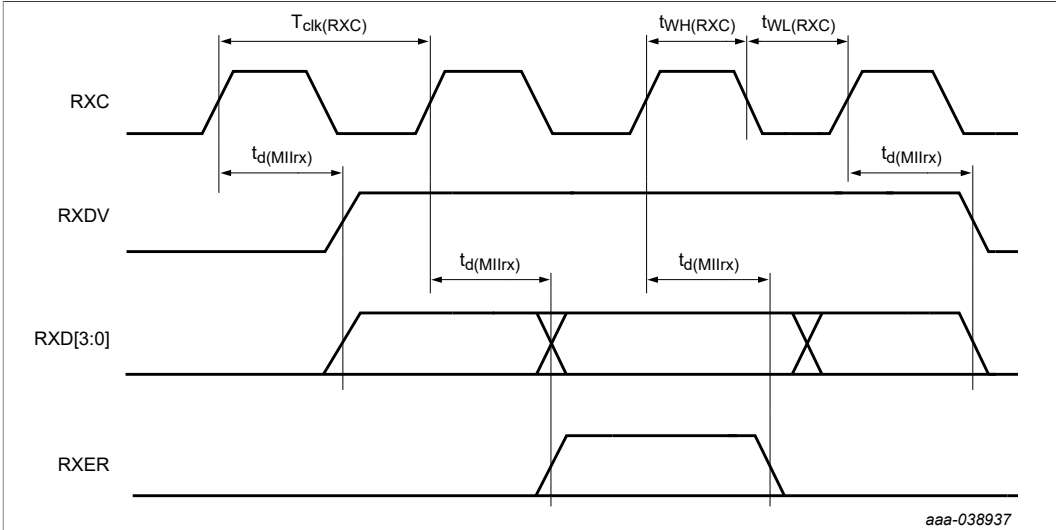 Tclk(RXC)
tWH(RXC) tWL(RXC)
RXC
td(MIIrx) td(MIIrx)
RXDV
td(MIIrx) td(MIIrx)
RXD[3:0]
RXER
aaa-038937